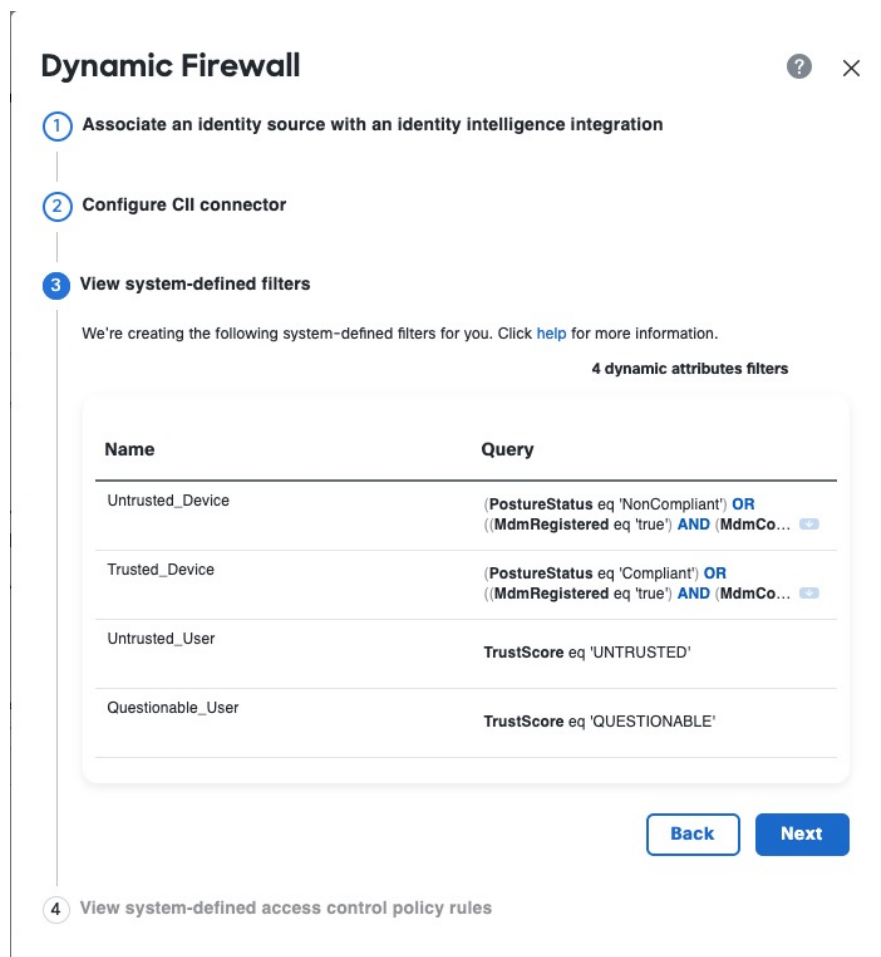 Dynamic Firewall
?
1 Associate an identity source with an identity intelligence integration
2 Configure CII connector
3 View system-defined filters
We're creating the following system-defined filters for you. Click help for more information.
4 dynamic attributes filters
Name Query
Untrusted_Device (PostureStatus eq 'NonCompliant') OR
((MdmRegistered eq 'true') AND (MdmCo...
Trusted_Device (PostureStatus eq 'Compliant') OR
((MdmRegistered eq 'true') AND (MdmCo...
Untrusted_User
TrustScore eq 'UNTRUSTED'
Questionable_User
TrustScore eq 'QUESTIONABLE'
Back Next
4 View system-defined access control policy rules